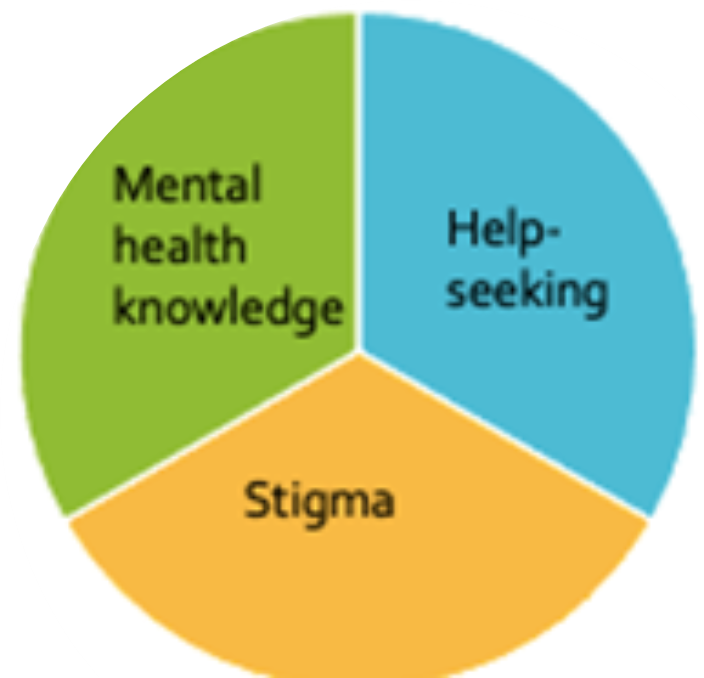 Mental
health
knowledge
Help-
seeking
Stigma